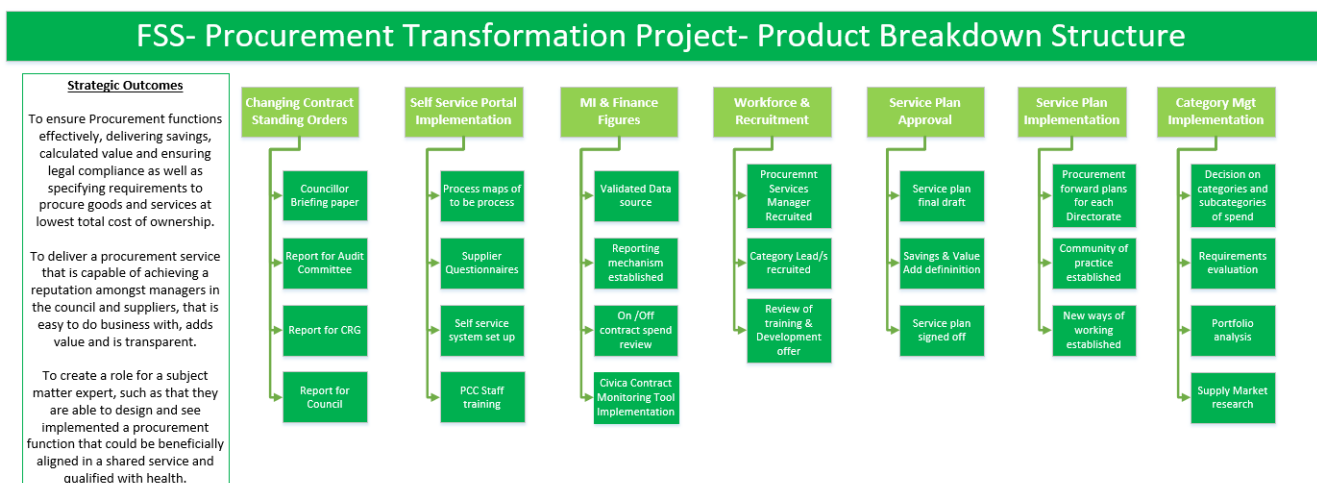 FSS- Procurement Transformation Project- Product Breakdown Structure
Strategic Outcomes
To ensure Procurement functions
effectively, delivering savings,
calculated value and ensuring
legal compliance as well as
specifying requirements to
procure goods and services at
lowest total cost of ownership.
To deliver a procurement service
that is capable of achieving a
reputation amongst managers in
the council and suppliers, that is
easy to do business with, adds
value and is transparent.
To create a role for a subject
matter expert, such as that they
are able to design and see
implemented a procurement
function that could be beneficially
aligned in a shared service and
qualified with health.
Changing Contract
Standing Orders
Councillor
Briefing paper
Report for Audit
Committee
Report for CRG
Report for
Council
Self Service Portal
Implementation
Process maps of
to be process
Supplier
Questionnaires
Self service
system set up
PCC Staff
training
MI & Finance
Figures
Validated Data
source
Reporting
mechanism
established
On /Off
contract spend
review
Civica Contract
Monitoring Tool
Implementation
Workforce &
Recruitment
Procuremnt
Services
Manager
Recruited
Category Lead/s
recruited
Review of
training &
Development
offer
Service Plan
Approval
Service plan
final draft
Savings & Value
Add defininition
Service plan
signed off
Service Plan
Implementation
Procurement
forward plans
for each
Directorate
Community of
practice
established
New ways of
working
established
Category Mgt
Implementation
Decision on
categories and
subcategories
of spend
Requirements
evaluation
Portfolio
analysis
Supply Market
research